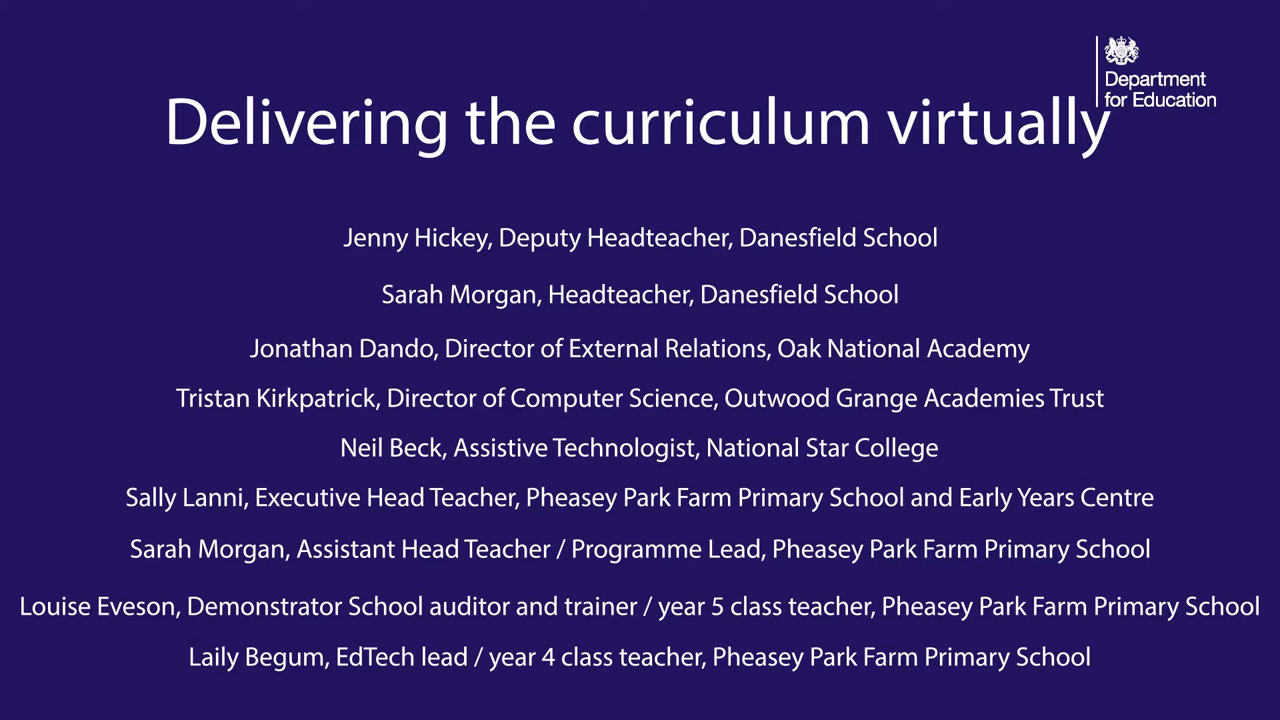 Department
for Education
Delivering the curriculum virtually
Jenny Hickey, Deputy Headteacher, Danesfield School
Sarah Morgan, Headteacher, Danesfield School
Jonathan Dando, Director of External Relations, Oak National Academy
Tristan Kirkpatrick, Director of Computer Science, Outwood Grange Academies Trust
Neil Beck, Assistive Technologist, National Star College
Sally Lanni, Executive Head Teacher, Pheasey Park Farm Primary School and Early Years Centre
Sarah Morgan, Assistant Head Teacher / Programme Lead, Pheasey Park Farm Primary School
Louise Eveson, Demonstrator School auditor and trainer / year 5 class teacher, Pheasey Park Farm Primary School
Laily Begum, EdTech lead / year 4 class teacher, Pheasey Park Farm Primary School